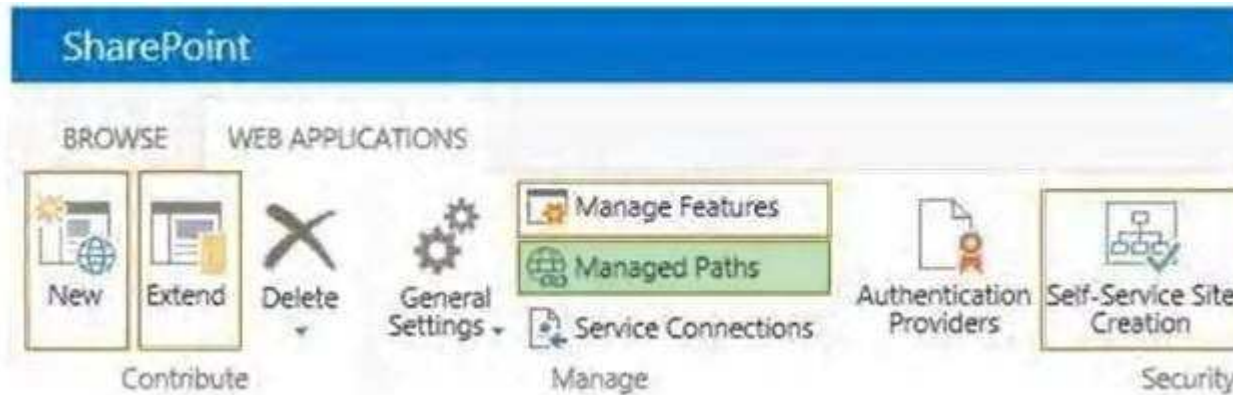 SharePoint
BROWSE WEB APPLICATIONS
New
Extend
Delete
General
Settings
Manage Features
Managed Paths
Service Connections
Authentication
Providers
Self-Service Site
Creation
Contribute
Manage
Security